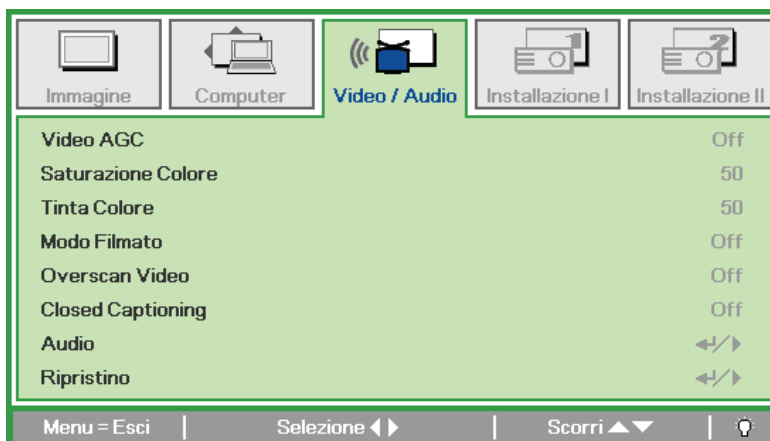 Immagine Computer Video / Audio Installazione I Installazione II
Video AGC Off
Saturazione Colore 50
Tinta Colore 50
Modo Filmato Off
Overscan Video Off
Closed Captioning Off
Audio
Ripristino
Menu = Esci Selezione Scorri